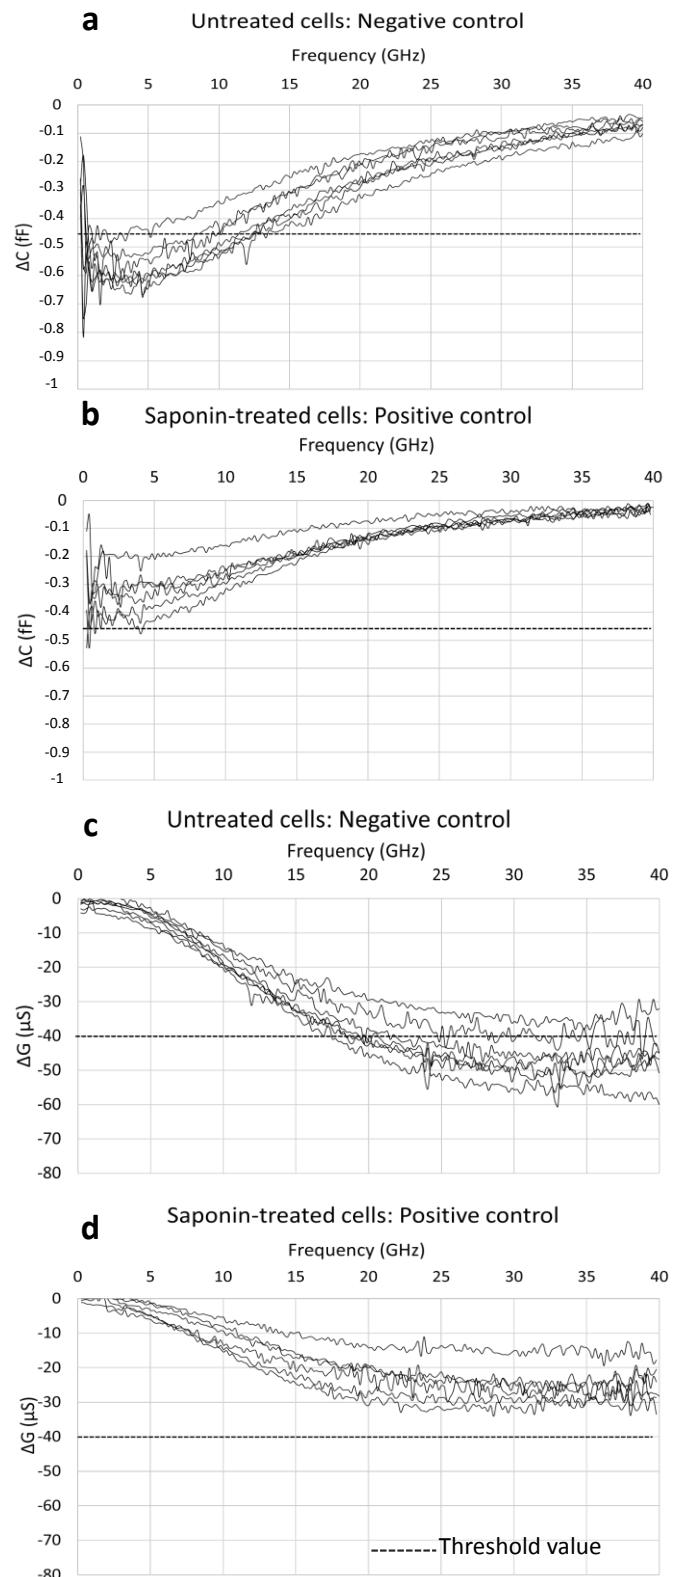 a Untreated cells: Negative control
Frequency (GHz)
0 5 10 15 20 25 30 35 40
0
-0.1
-0.2
-0.3
-0.4
-0.5
-0.6
-0.7
-0.8
-0.9
-1
ΔC (fF)
b Saponin-treated cells: Positive control
Frequency (GHz)
0 5 10 15 20 25 30 35 40
0
-0.1
-0.2
-0.3
-0.4
-0.5
-0.6
-0.7
-0.8
-0.9
-1
ΔC (fF)
c Untreated cells: Negative control
Frequency (GHz)
0 5 10 15 20 25 30 35 40
0
-10
-20
-30
-40
-50
-60
-70
-80
ΔG (µS)
d Saponin-treated cells: Positive control
Frequency (GHz)
0 5 10 15 20 25 30 35 40
0
-10
-20
-30
-40
-50
-60
-70
-80
ΔG (µS)
Threshold value